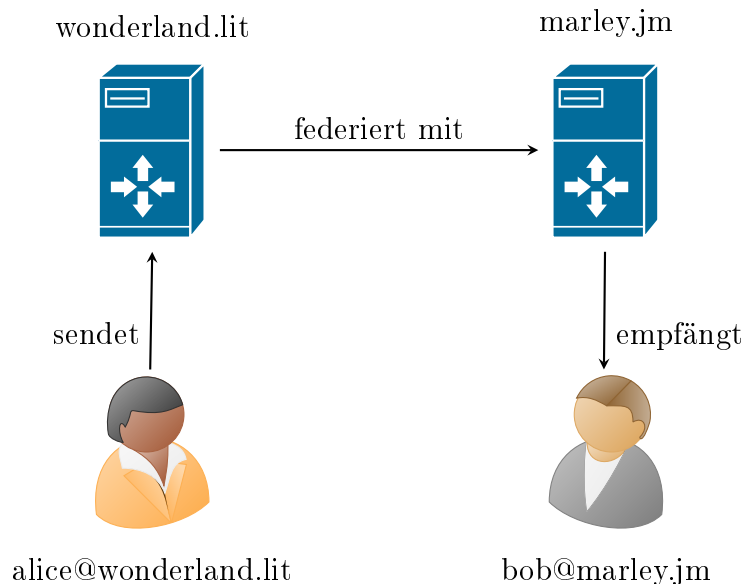 wonderland.lit
marley.jm
federiert mit
sendet
empfängt
alice@wonderland.lit
bob@marley.jm